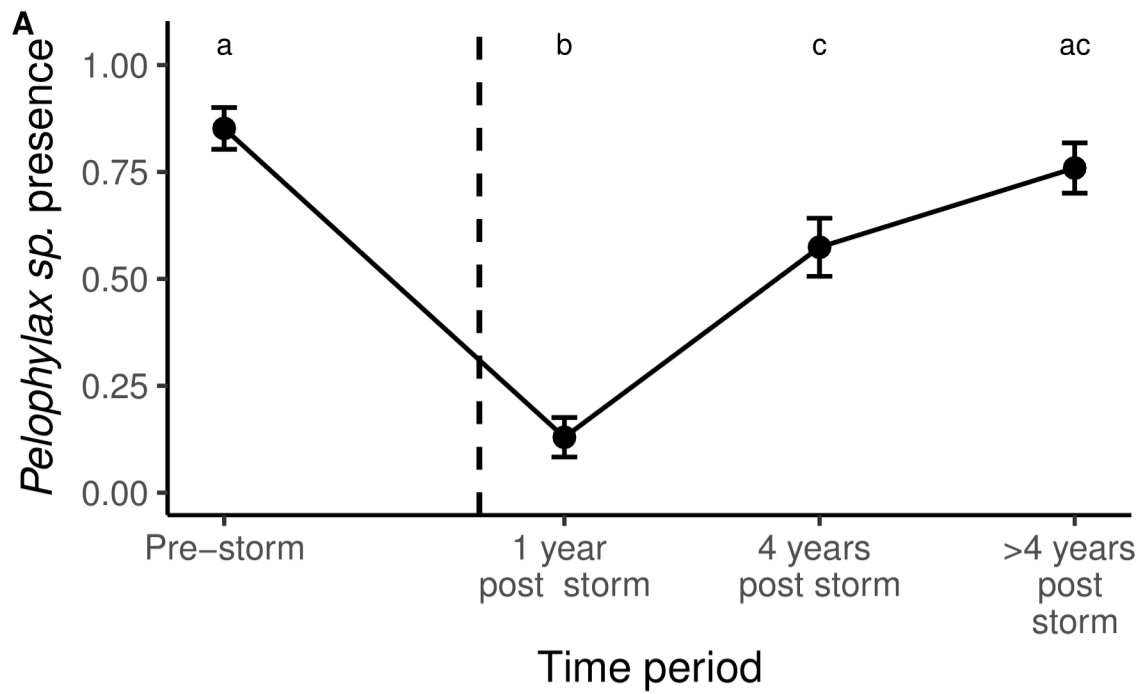 A
a
b
c
ac
Pelophylax sp. presence
1.00
0.75
0.50
0.25
0.00
Pre−storm
1 year
post storm
4 years
post storm
>4 years
post
storm
Time period